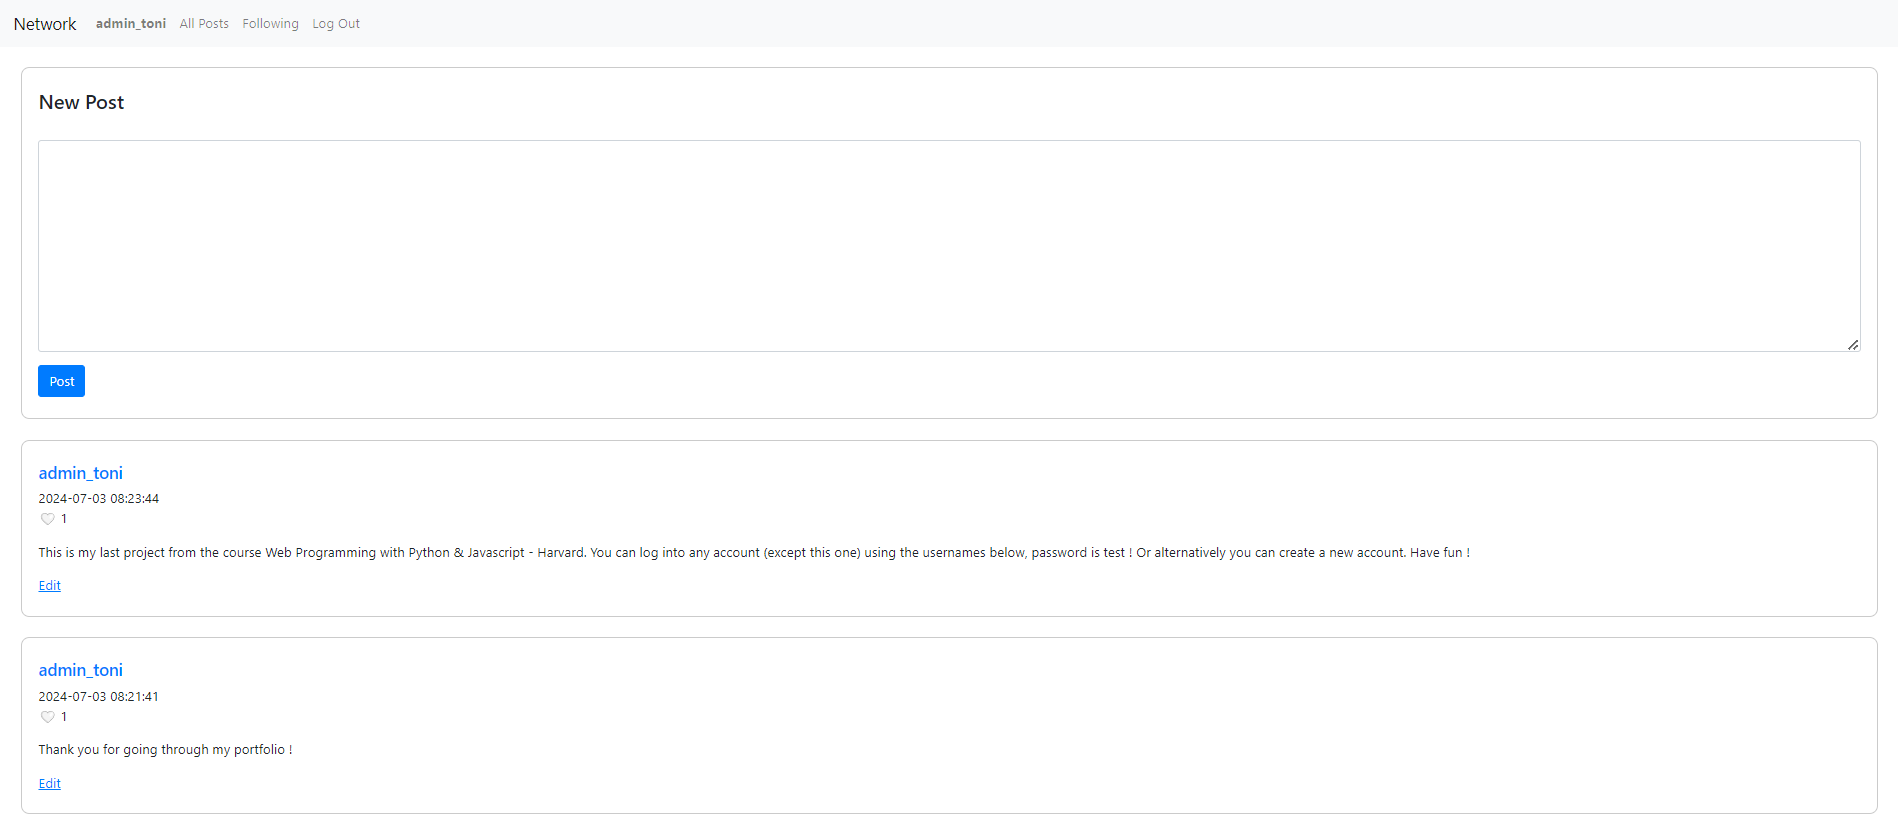 Network admin_toni All Posts Following Log Out
New Post
Post
admin_toni
2024-07-03 08:23:44
1
This is my last project from the course Web Programming with Python & Javascript - Harvard. You can log into any account (except this one) using the usernames below, password is test ! Or alternatively you can create a new account. Have fun !
Edit
admin_toni
2024-07-03 08:21:41
1
Thank you for going through my portfolio !
Edit